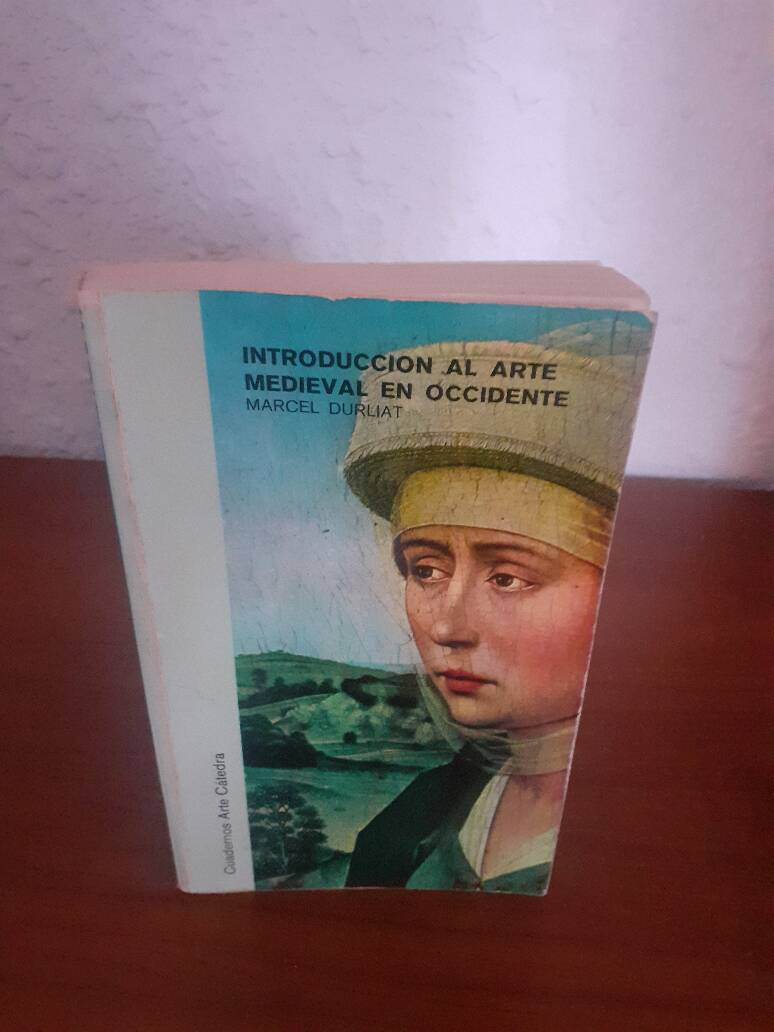 INTRODUCCION AL ARTE
MEDIEVAL EN OCCIDENTE
MARCEL DURLIAT
Cuadernos Arte Cátedra